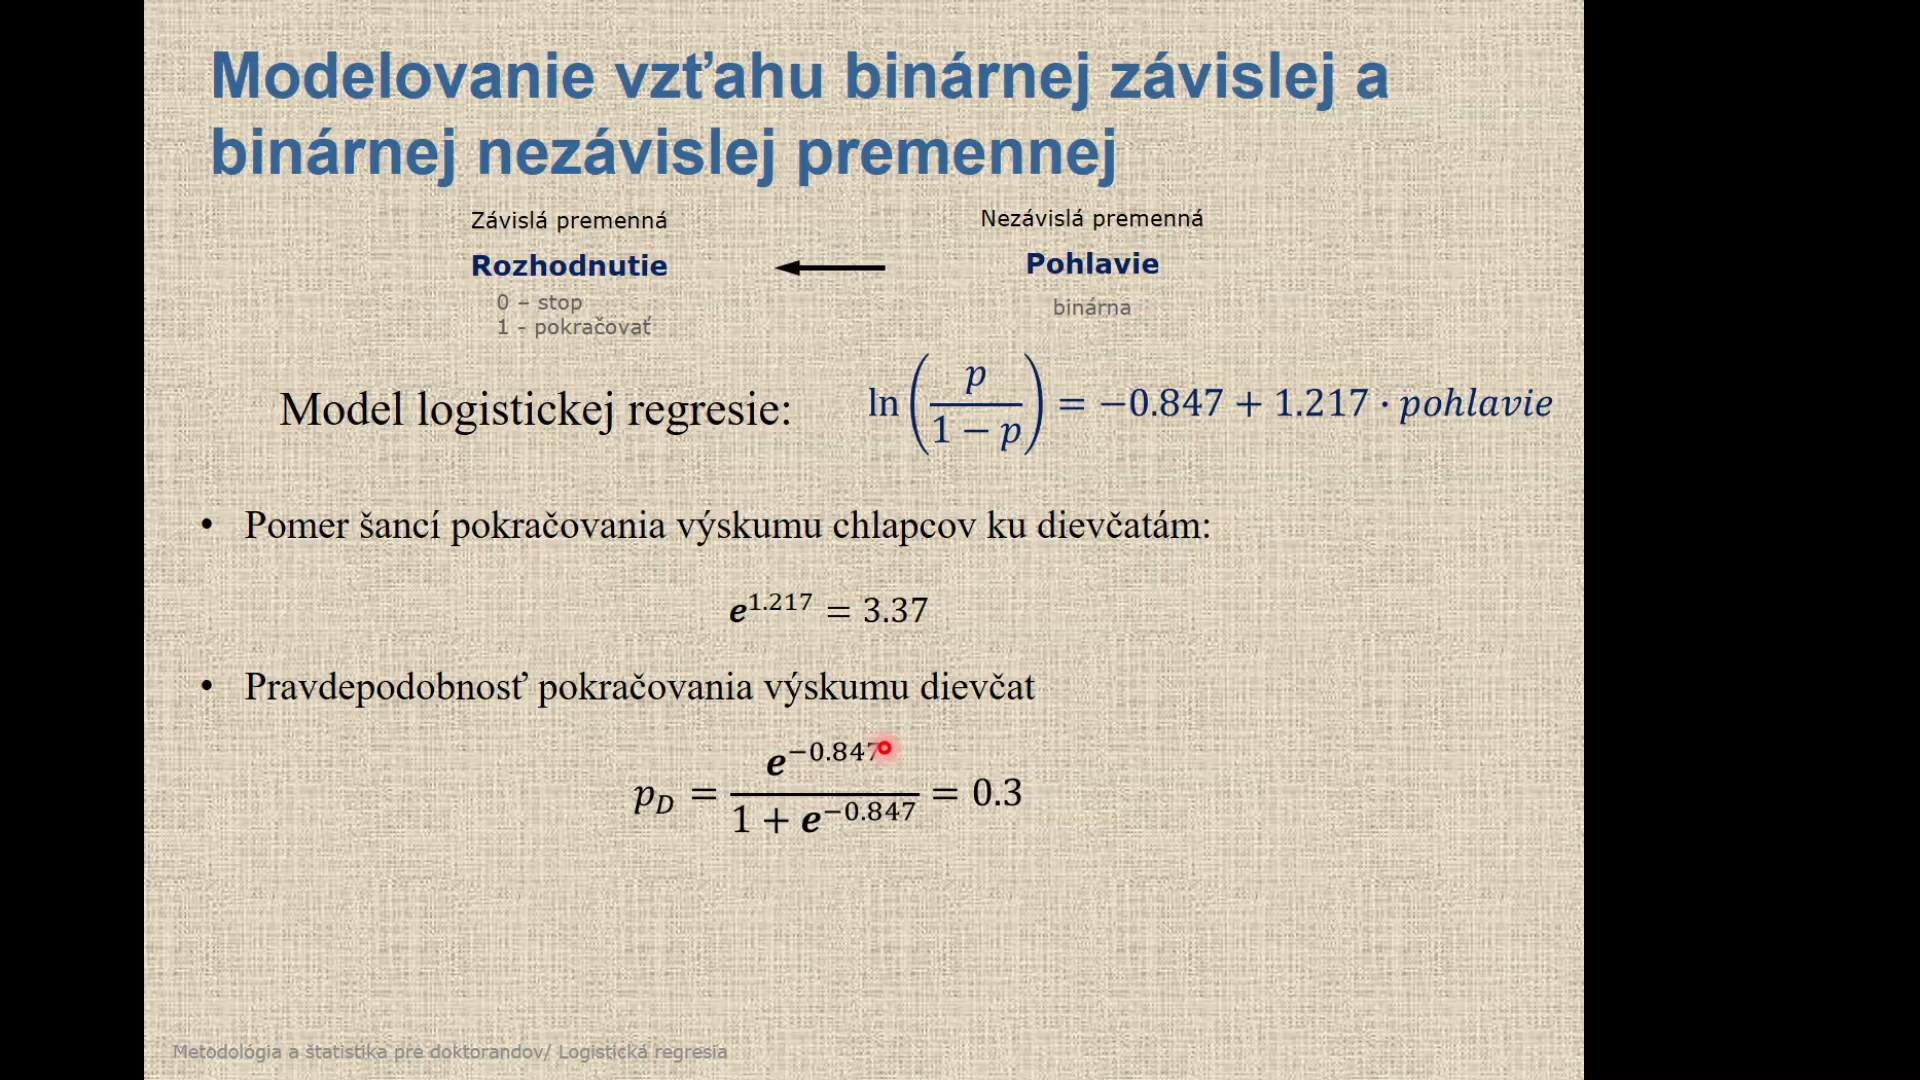 Modelovanie vzťahu binárnej závislej a
binárnej nezávislej premennej
Závislá premenná
Rozhodnutie
0 – stop
1 - pokračovať
Nezávislá premenná
Pohlavie
binárna
Model logistickej regresie: ln(p/(1 − p)) = −0.847 + 1.217 · pohlavie
• Pomer šancí pokračovania výskumu chlapcov ku dievčatám:
e^1.217 = 3.37
• Pravdepodobnosť pokračovania výskumu dievčat
p_D = e^−0.847/(1 + e^−0.847) = 0.3
Metodológia a štatistika pre doktorandov/ Logistická regresia